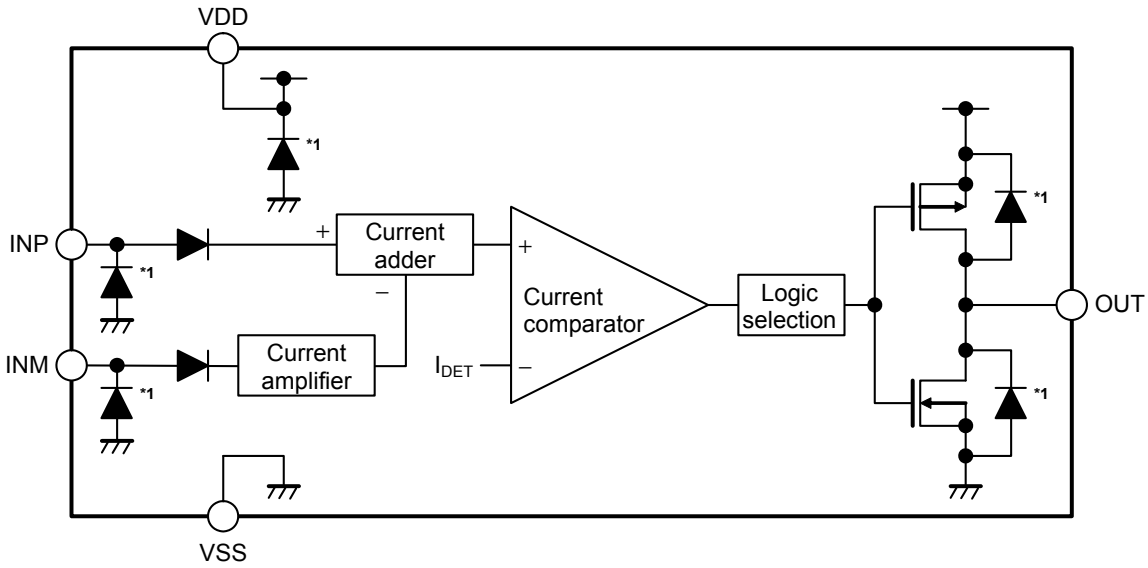 VDD
*1
*1
INP
+
Current
adder
+
*1
−
Current
comparator
Logic
selection
OUT
INM
Current
amplifier
I_DET
−
*1
*1
VSS